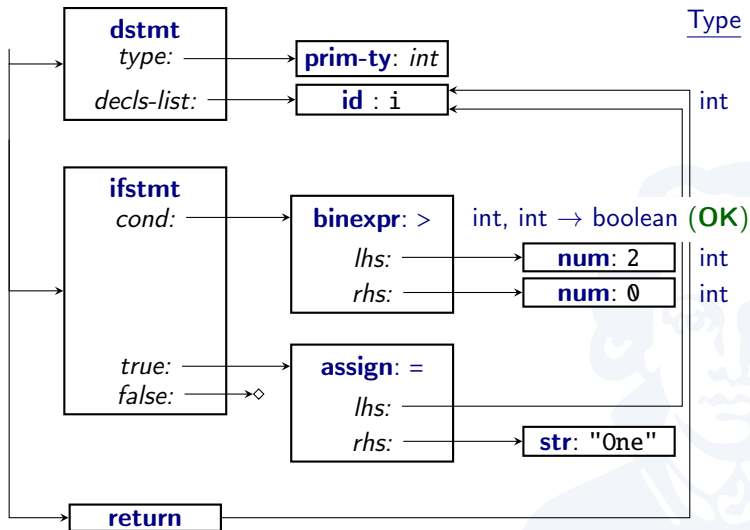 dstmt
Type
type:
prim-ty: int
decls-list:
id : i
int
ifstmt
cond:
binexpr: >
int, int → boolean (OK)
lhs:
num: 2
int
rhs:
num: 0
int
true:
assign: =
false:
lhs:
rhs:
str: "One"
return